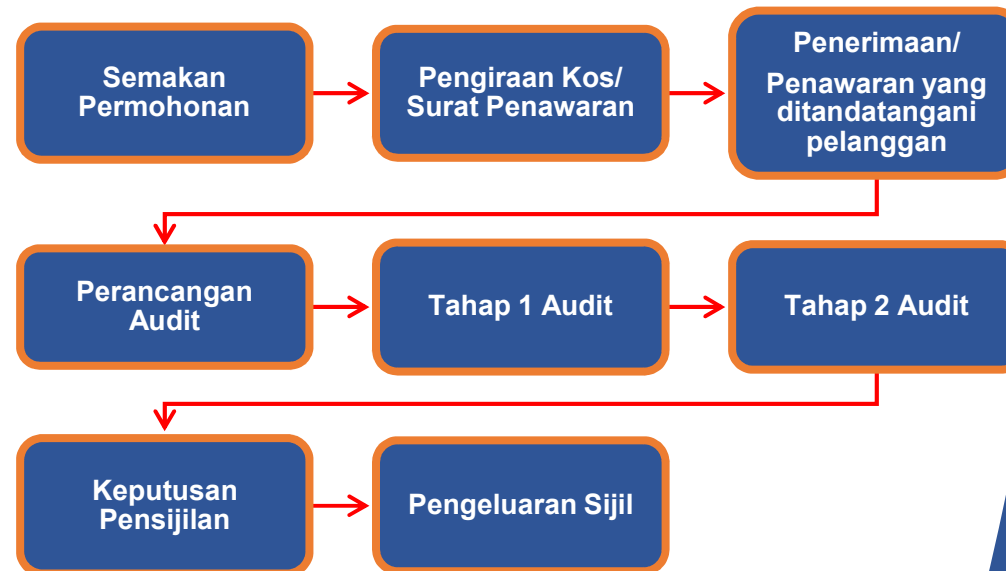 Semakan
Permohonan
Pengiraan Kos/
Surat Penawaran
Penerimaan/
Penawaran yang
ditandatangani
pelanggan
Perancangan
Audit
Tahap 1 Audit
Tahap 2 Audit
Keputusan
Pensijilan
Pengeluaran Sijil